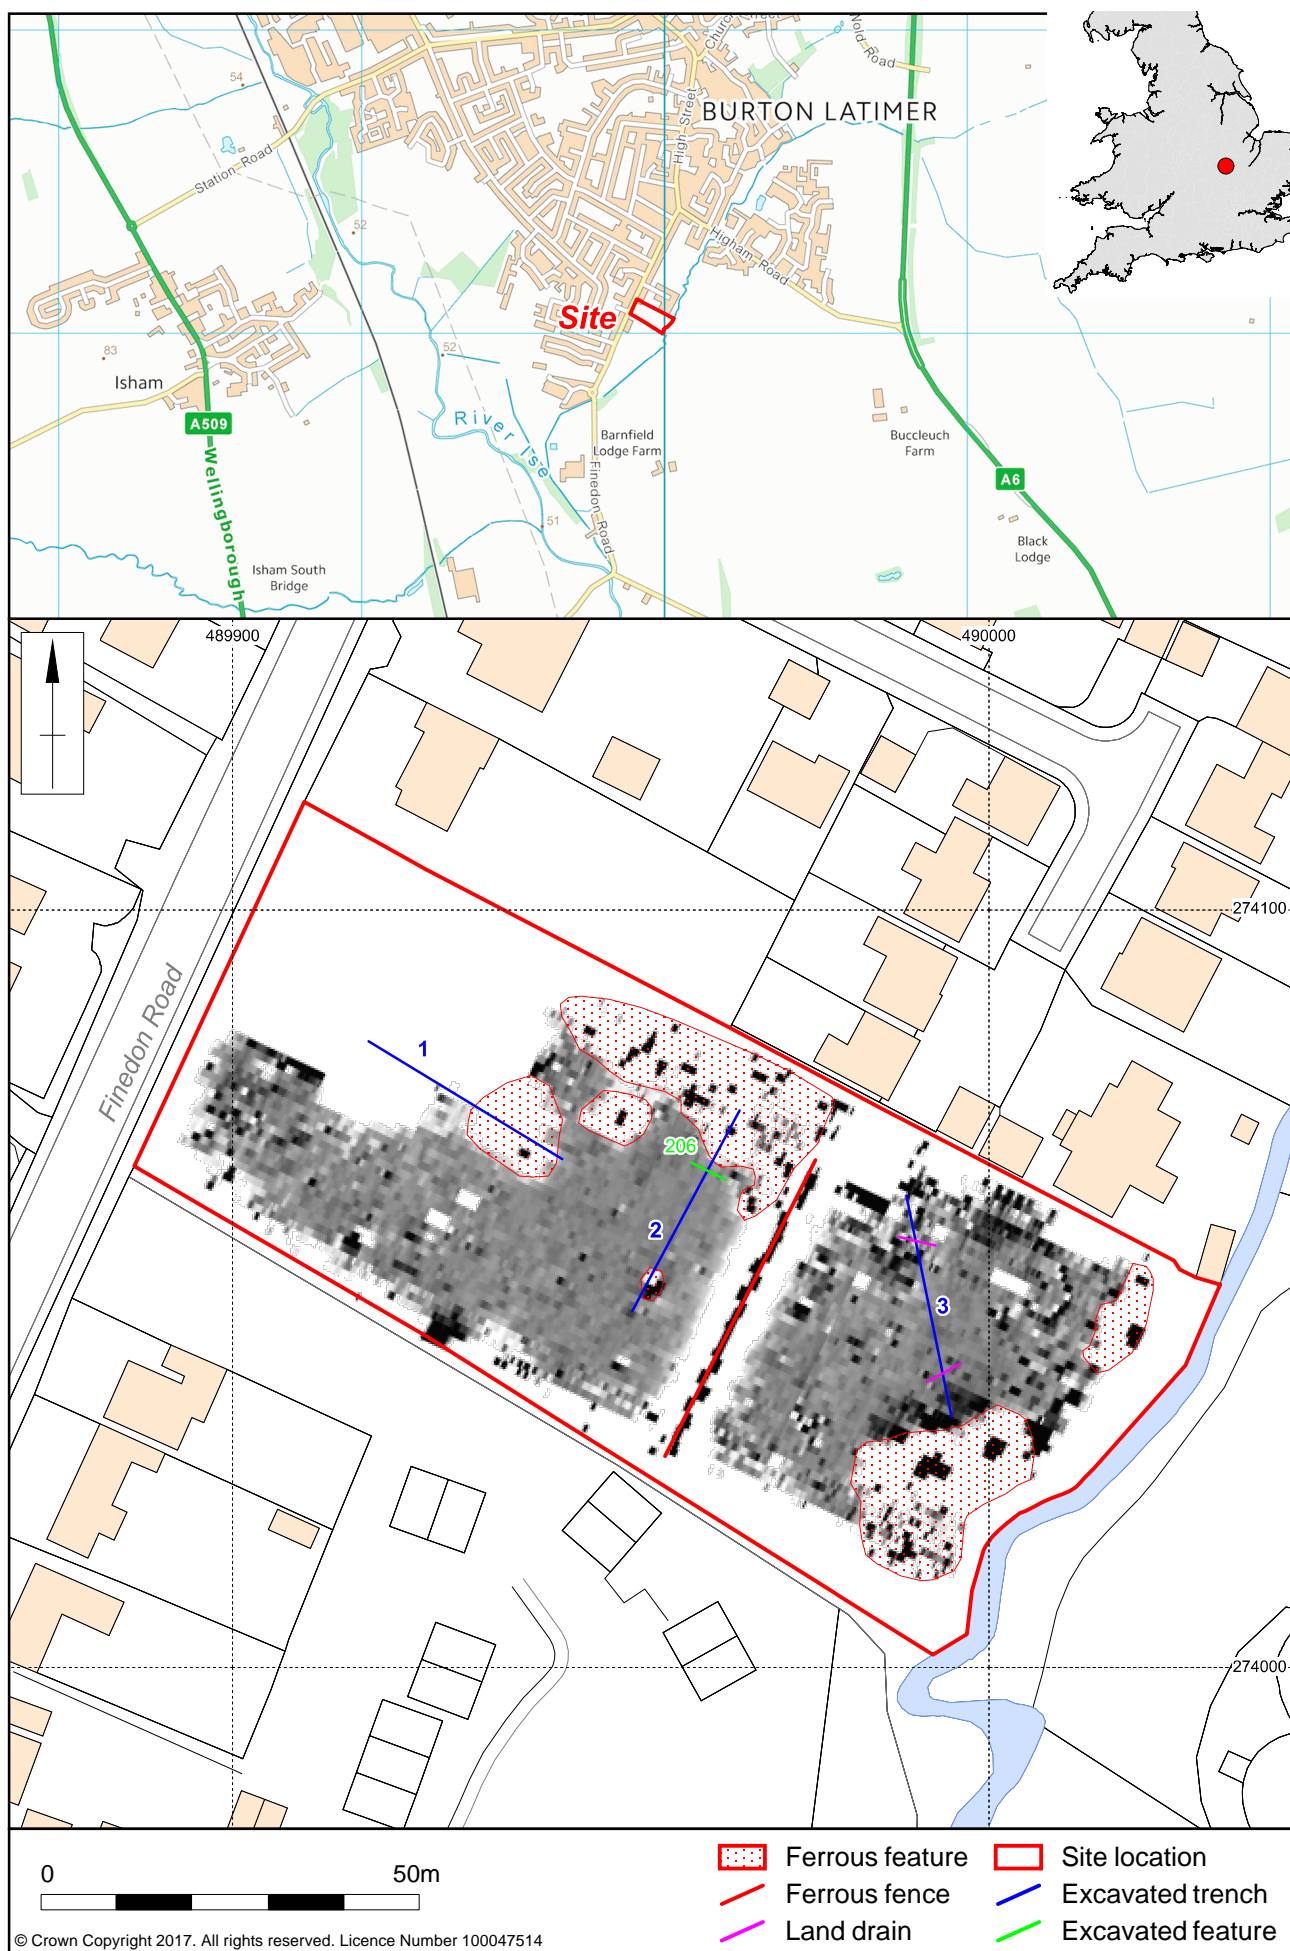 54
Station Road
High Street
Church Street
Wold Road
BURTON LATIMER
52
Higham Road
Site
83
Isham
52
A509
River Ise
Barnfield
Lodge Farm
Buccleuch
Farm
Wellingborough
Finedon Road
A6
51
Black
Lodge
Isham South
Bridge
489900
490000
274100
Finedon Road
1
206
2
3
274000
0
50m
Ferrous feature
Site location
Ferrous fence
Excavated trench
Land drain
Excavated feature
© Crown Copyright 2017. All rights reserved. Licence Number 100047514